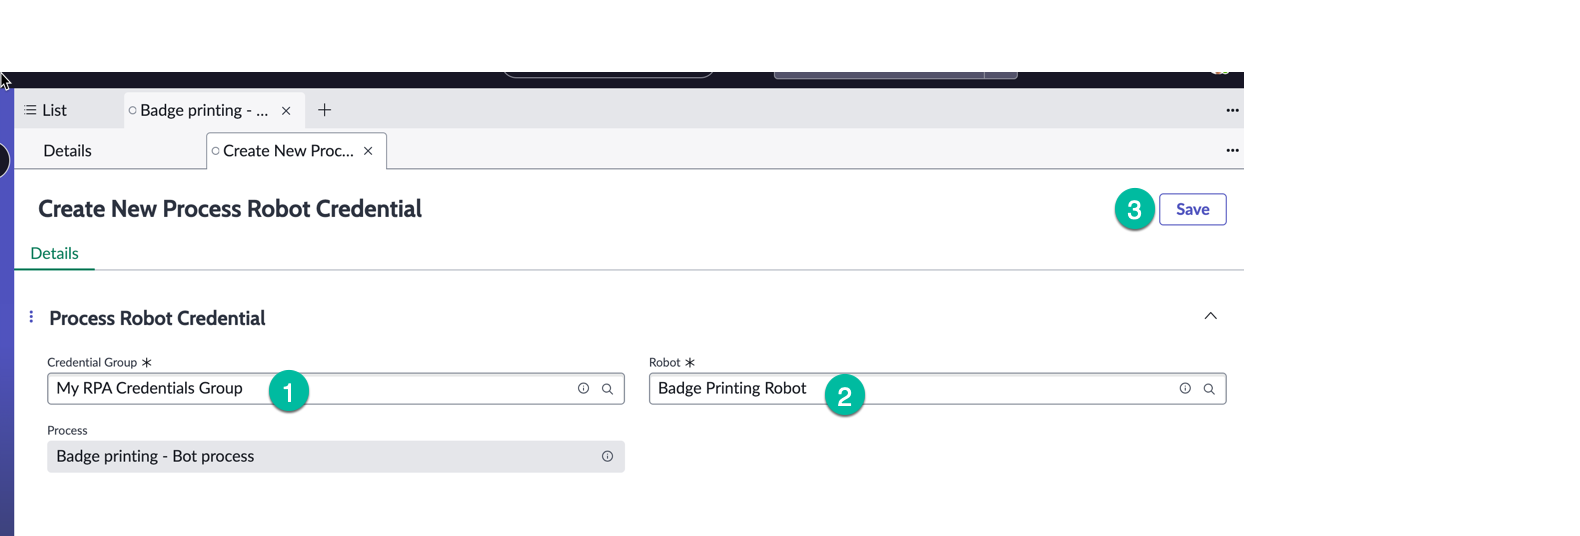 List
Badge printing - ...
Details
Create New Proc...
Create New Process Robot Credential
3
Save
Details
Process Robot Credential
Credential Group *
Robot *
My RPA Credentials Group
1
Badge Printing Robot
2
Process
Badge printing - Bot process